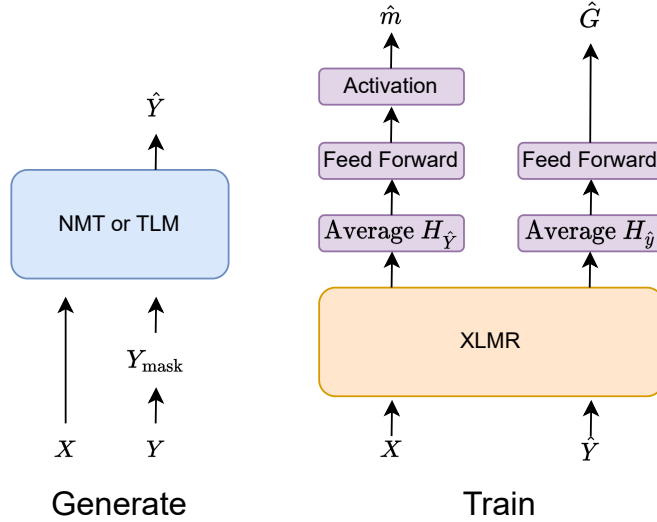 Ŷ
NMT or TLM
Y_mask
X Y
Generate
m̂ Ĝ
Activation
Feed Forward Feed Forward
Average H_Ŷ Average H_ŷ
XLMR
X Ŷ
Train